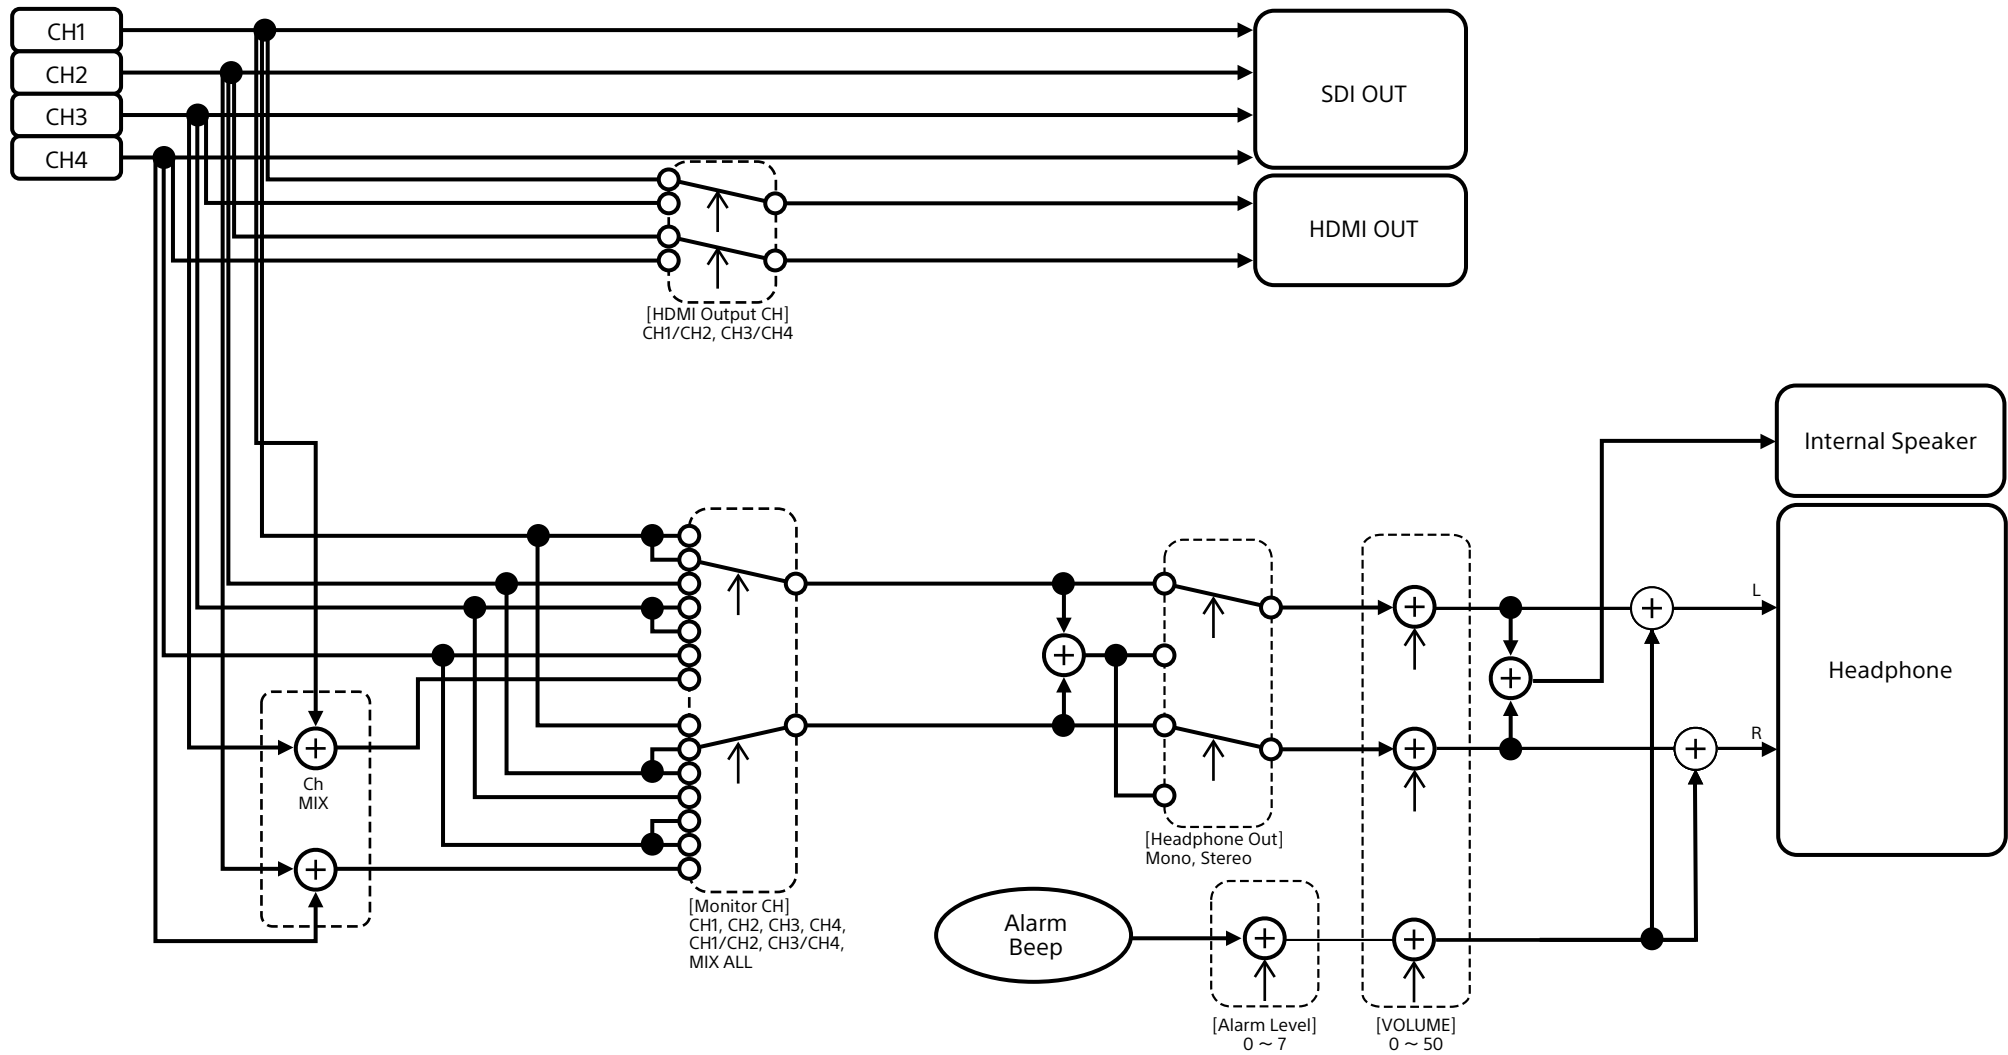 CH1
CH2
CH3
CH4
SDI OUT
HDMI OUT
[HDMI Output CH]
CH1/CH2, CH3/CH4
Internal Speaker
Headphone
L
R
Ch
MIX
[Monitor CH]
CH1, CH2, CH3, CH4,
CH1/CH2, CH3/CH4,
MIX ALL
[Headphone Out]
Mono, Stereo
Alarm
Beep
[Alarm Level]
0 ~ 7
[VOLUME]
0 ~ 50